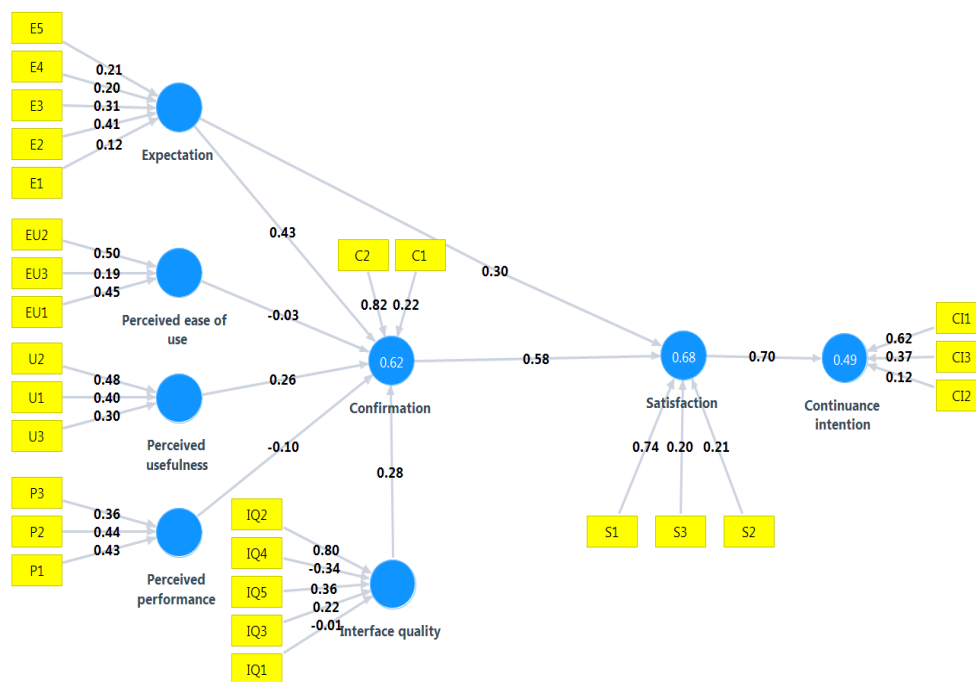 E5
E4
E3
E2
E1
0.21
0.20
0.31
0.41
0.12
Expectation
0.43
0.30
EU2
EU3
EU1
0.50
0.19
0.45
Perceived ease of
use
-0.03
C2
C1
0.82
0.22
U2
U1
U3
0.48
0.40
0.30
Perceived
usefulness
0.26
0.62
Confirmation
0.58
0.68
Satisfaction
0.70
0.49
Continuance
intention
CI1
CI3
CI2
0.62
0.37
0.12
-0.10
0.28
0.74
0.20
0.21
S1
S3
S2
P3
P2
P1
0.36
0.44
0.43
Perceived
performance
IQ2
IQ4
IQ5
IQ3
IQ1
0.80
-0.34
0.36
0.22
-0.01
Interface quality